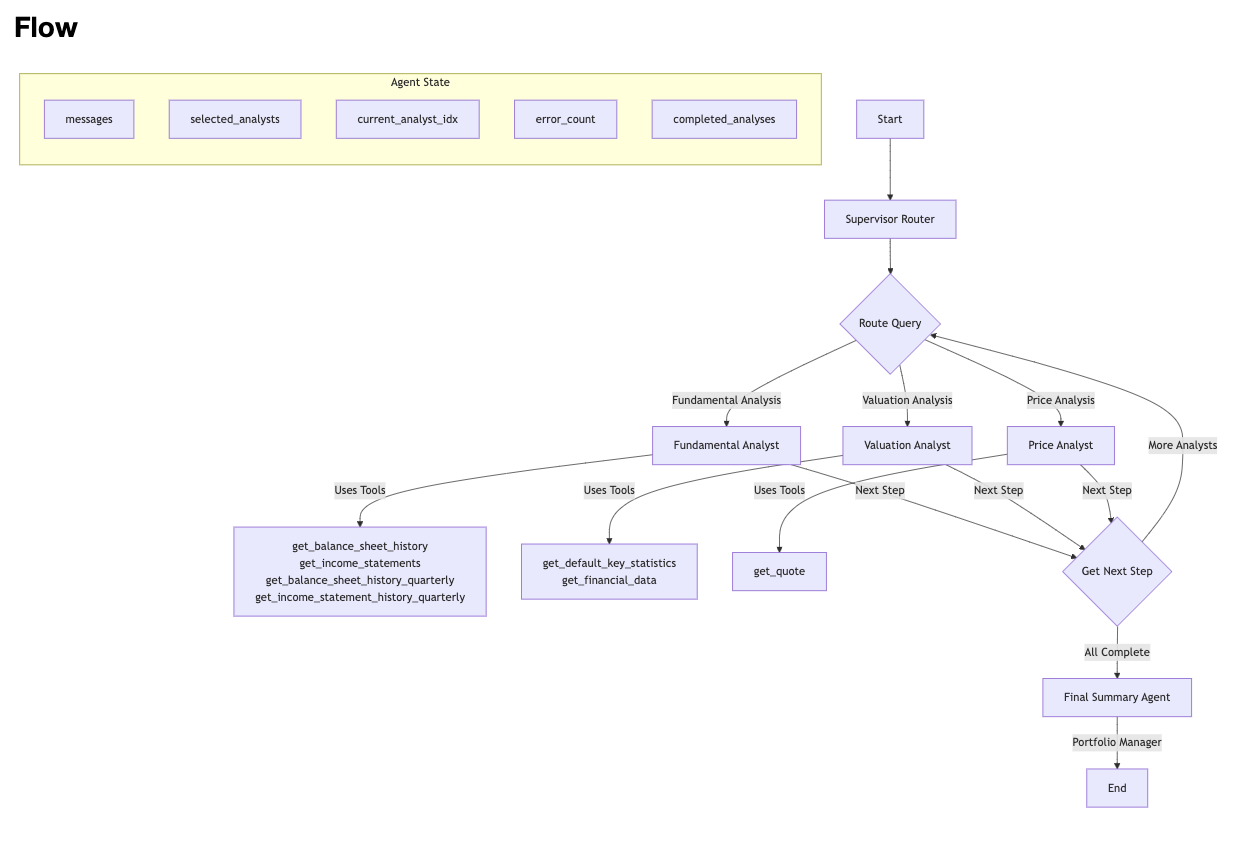 Flow
Agent State
messages
selected_analysts
current_analyst_idx
error_count
completed_analyses
Start
Supervisor Router
Route Query
Fundamental Analysis
Valuation Analysis
Price Analysis
Fundamental Analyst
Valuation Analyst
Price Analyst
More Analysts
Uses Tools
Uses Tools
Uses Tools
Next Step
Next Step
Next Step
get_balance_sheet_history
get_income_statements
get_balance_sheet_history_quarterly
get_income_statement_history_quarterly
get_default_key_statistics
get_financial_data
get_quote
Get Next Step
All Complete
Final Summary Agent
Portfolio Manager
End